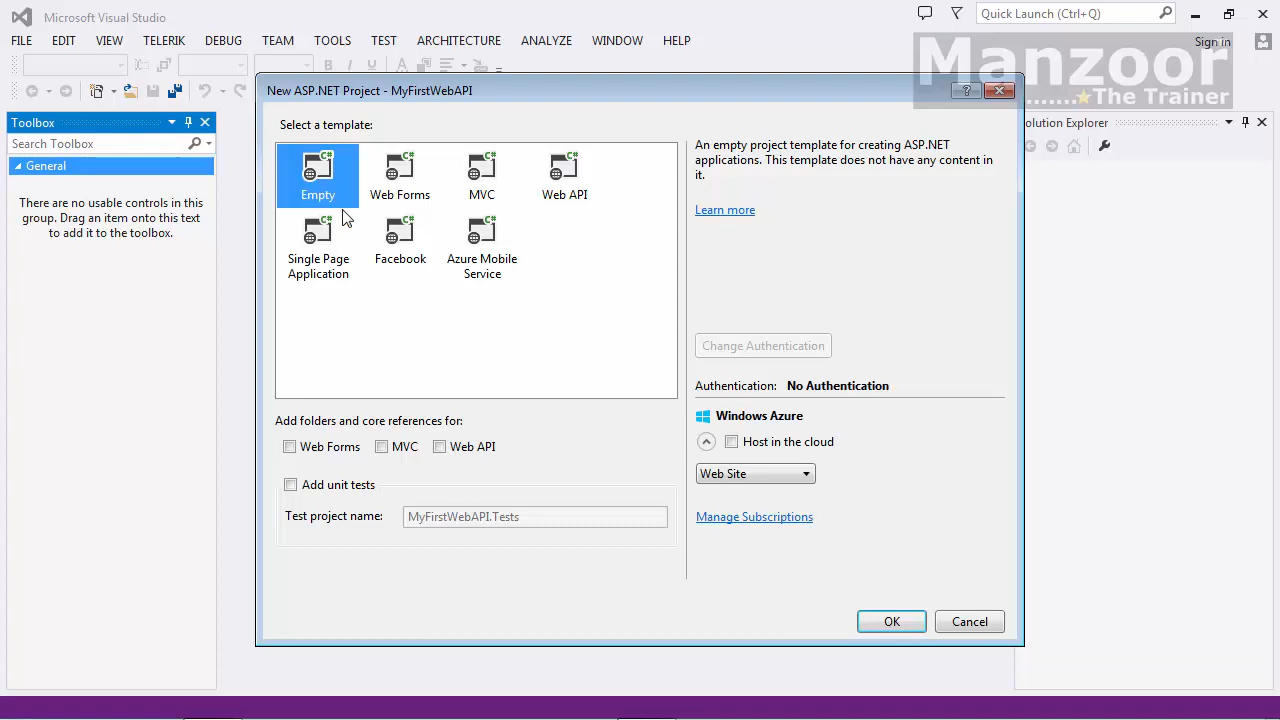 Microsoft Visual Studio
Quick Launch (Ctrl+Q)
FILE EDIT VIEW TELERIK DEBUG TEAM TOOLS TEST ARCHITECTURE ANALYZE WINDOW HELP
Sign in
Manzoor
........The Trainer
Toolbox
Search Toolbox
General
There are no usable controls in this
group. Drag an item onto this text
to add it to the toolbox.
New ASP.NET Project - MyFirstWebAPI
Select a template:
C# C# C# C#
Empty Web Forms MVC Web API
C# C# C#
Single Page
Application
Facebook
Azure Mobile
Service
An empty project template for creating ASP.NET
applications. This template does not have any content in
it.
Learn more
Change Authentication
Authentication: No Authentication
Windows Azure
Host in the cloud
Web Site
Manage Subscriptions
Add folders and core references for:
Web Forms MVC Web API
Add unit tests
Test project name: MyFirstWebAPI.Tests
OK Cancel
olution Explorer